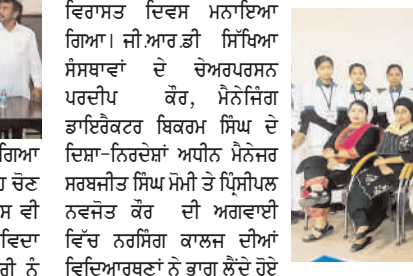 ਵਿਰਾਸਤ ਦਿਵਸ ਮਨਾਇਆ
ਗਿਆ। ਜੀ.ਆਰ.ਡੀ ਸਿੱਖਿਆ
ਸੰਸਥਾਵਾਂ ਦੇ ਚੇਅਰਪਰਸਨ
ਪਰਦੀਪ ਕੌਰ, ਮੈਨੇਜਿੰਗ
ਡਾਇਰੈਕਟਰ ਬਿਕਰਮ ਸਿੰਘ ਦੇ
ਦਿਸ਼ਾ-ਨਿਰਦੇਸ਼ਾਂ ਅਧੀਨ ਮੈਨੇਜਰ
ਸਰਬਜੀਤ ਸਿੰਘ ਮੋਮੀ ਤੇ ਪ੍ਰਿੰਸੀਪਲ
ਨਵਜੋਤ ਕੌਰ ਦੀ ਅਗਵਾਈ
ਵਿੱਚ ਨਰਸਿੰਗ ਕਾਲਜ ਦੀਆਂ
ਵਿਦਿਆਰਥਣਾਂ ਨੇ ਭਾਗ ਲੈਂਦੇ ਹੋਏ
ਗਿਆ
ਚੋਣ
ਵੀ
ਵਿਦਾ
ਨੂੰ